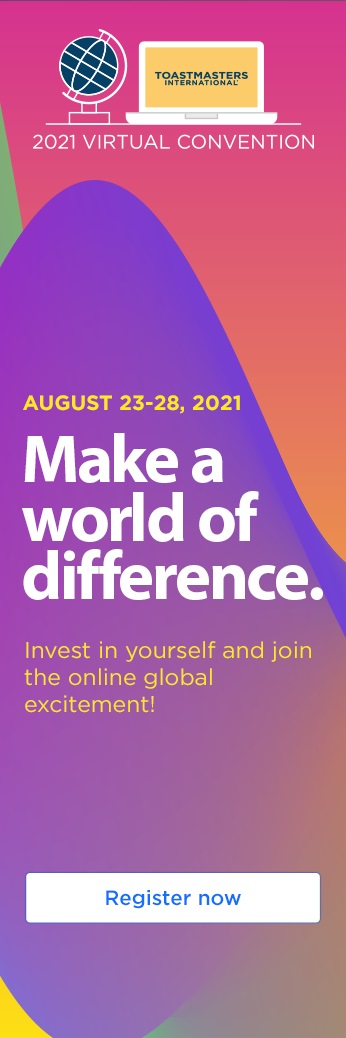 TOASTMASTERS
INTERNATIONAL
2021 VIRTUAL CONVENTION
AUGUST 23-28, 2021
Make a
world of
difference.
Invest in yourself and join
the online global
excitement!
Register now